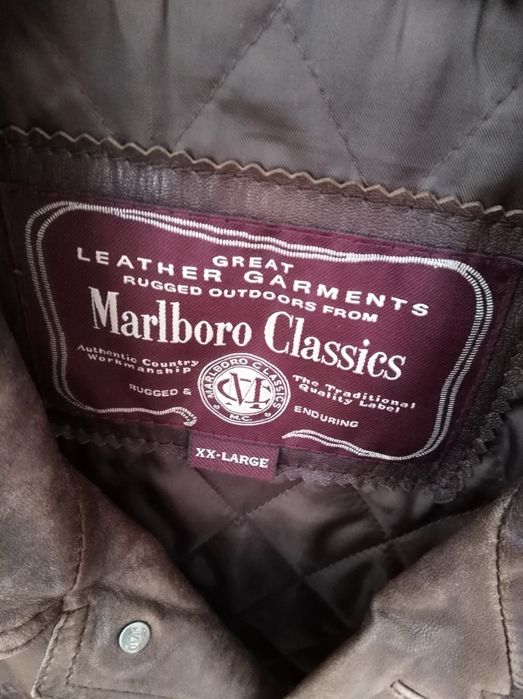 GREAT
LEATHER GARMENTS
RUGGED OUTDOORS FROM
Marlboro Classics
Authentic Country
Workmanship
The Traditional
Quality Label
RUGGED &
ENDURING
MARLBORO CLASSICS
M.C.
XX-LARGE